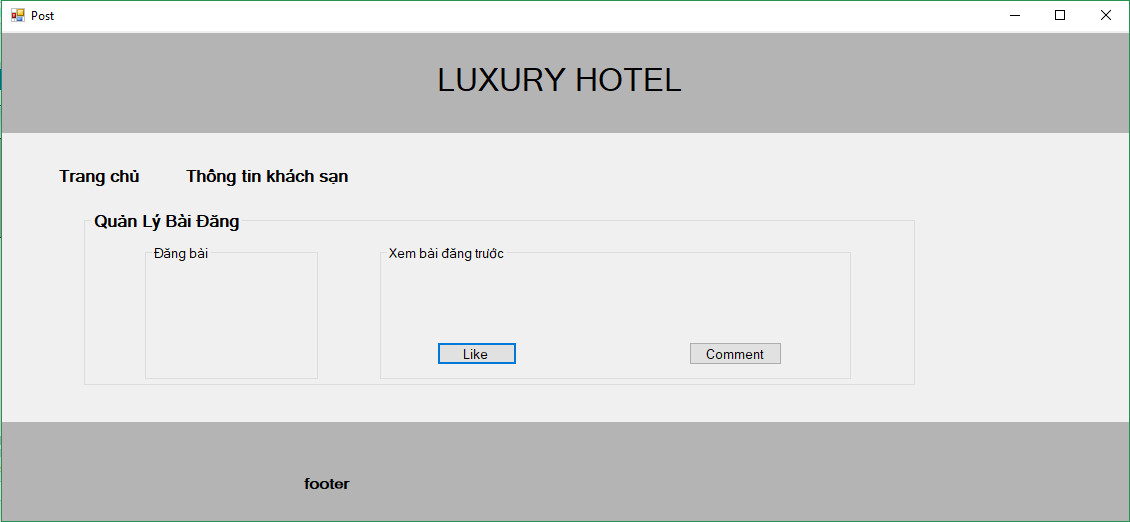 Post
LUXURY HOTEL
Trang chủ Thông tin khách sạn
Quản Lý Bài Đăng
Đăng bài Xem bài đăng trước
Like Comment
footer